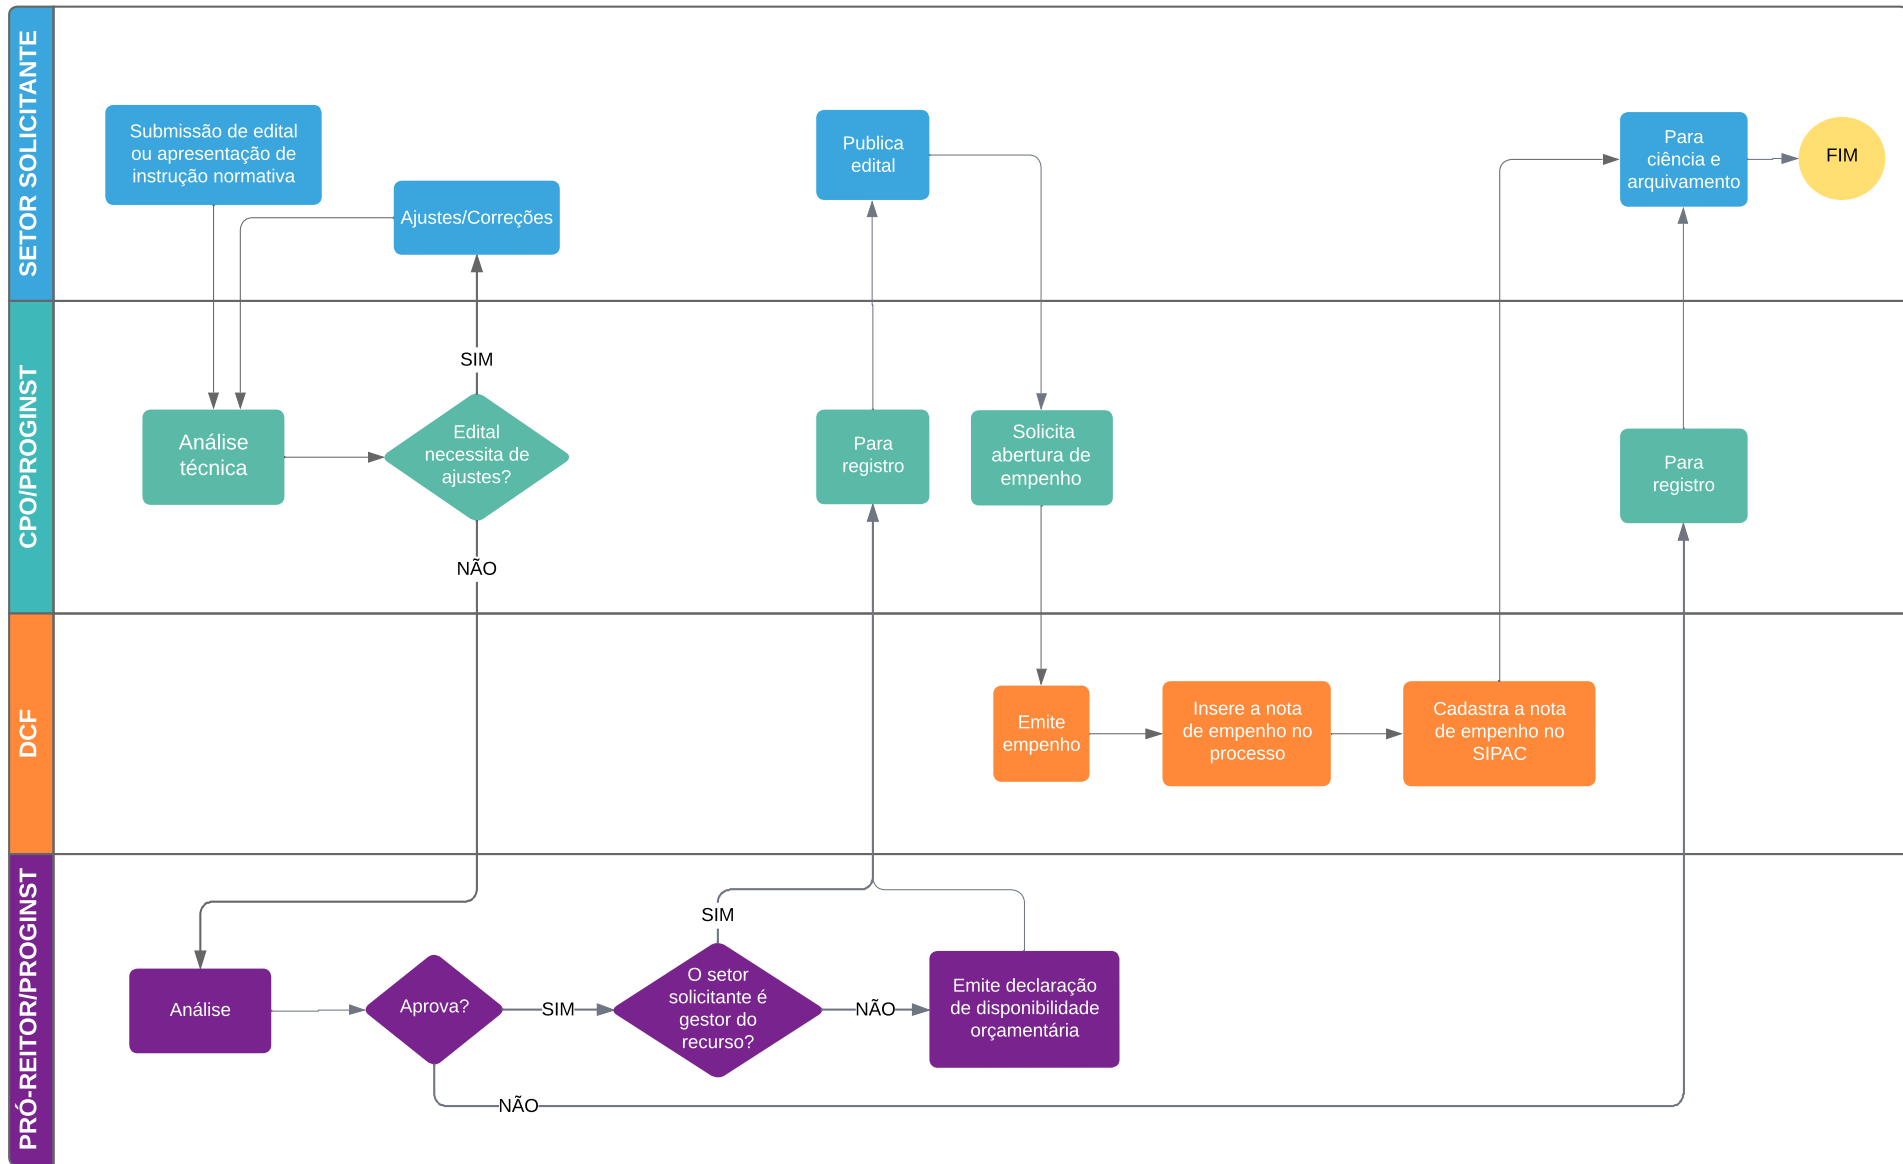 SETOR SOLICITANTE
Submissão de edital
ou apresentação de
instrução normativa
Ajustes/Correções
Publica
edital
Para
ciência e
arquivamento
FIM
CPO/PROGINST
SIM
Análise
técnica
Edital
necessita de
ajustes?
NÃO
Para
registro
Solicita
abertura de
empenho
Para
registro
DCF
Emite
empenho
Insere a nota
de empenho no
processo
Cadastra a nota
de empenho no
SIPAC
PRÓ-REITOR/PROGINST
Análise
Aprova?
SIM
SIM
O setor
solicitante é
gestor do
recurso?
NÃO
Emite declaração
de disponibilidade
orçamentária
NÃO